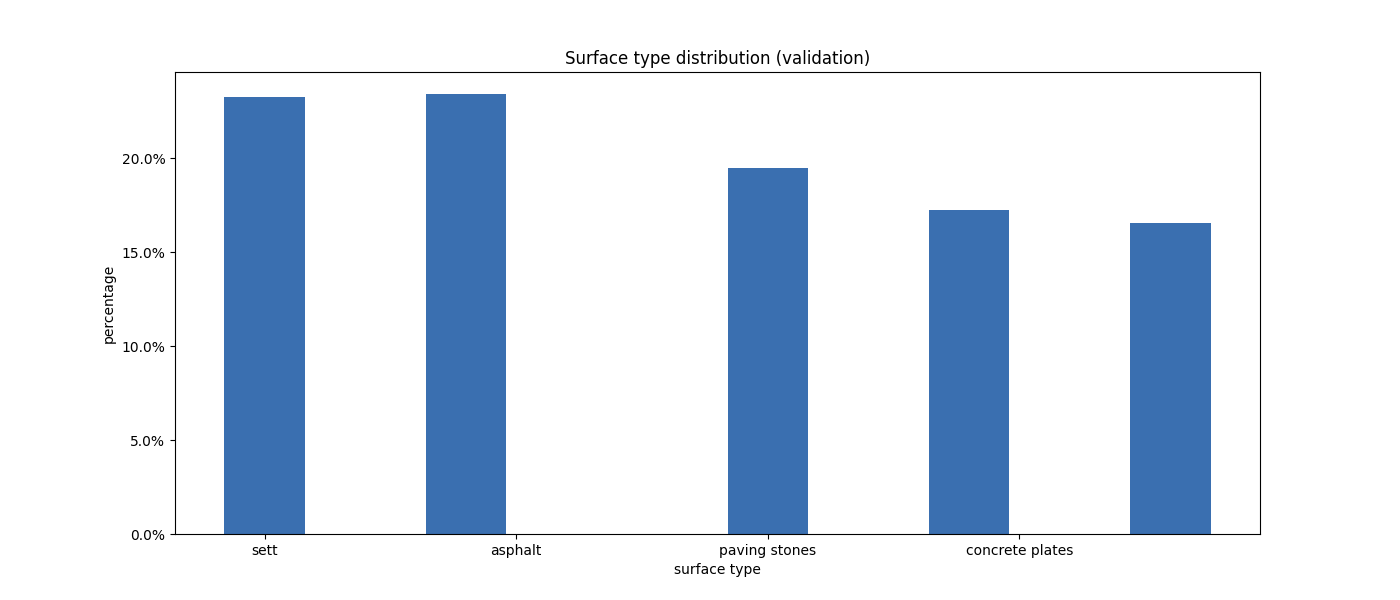 Surface type distribution (validation)
20.0%
15.0%
10.0%
5.0%
0.0%
percentage
sett asphalt paving stones concrete plates
surface type